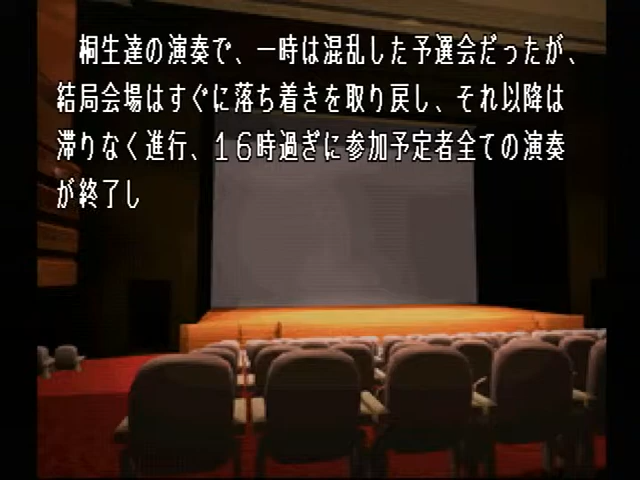 桐生達の演奏で、一時は混乱した予選会だったが、
結局会場はすぐに落ち着きを取り戻し、それ以降は
滞りなく進行、１６時過ぎに参加予定者全ての演奏
が終了し